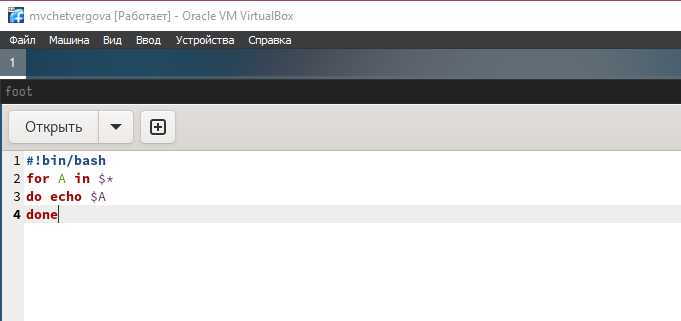 mvchetvergova [Работает] - Oracle VM VirtualBox
Файл Машина Вид Ввод Устройства Справка
1
foot
Открыть
1 #!bin/bash
2 for A in $*
3 do echo $A
4 done